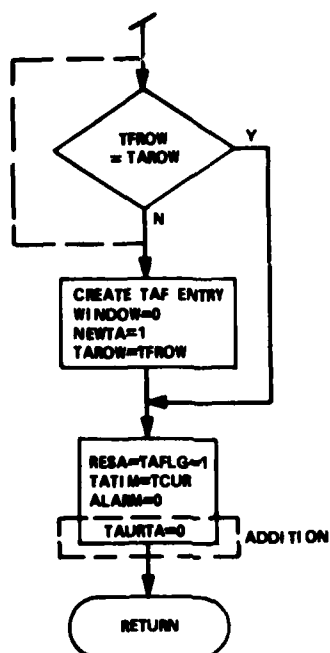 TFROW
= TAROW
Y
N
CREATE TAF ENTRY
WINDOW=0
NEWTA=1
TAROW=TFROW
RESA=TAFLG=1
TATIM=TCUR
ALARM=0
TAURTA=0
ADDITION
RETURN